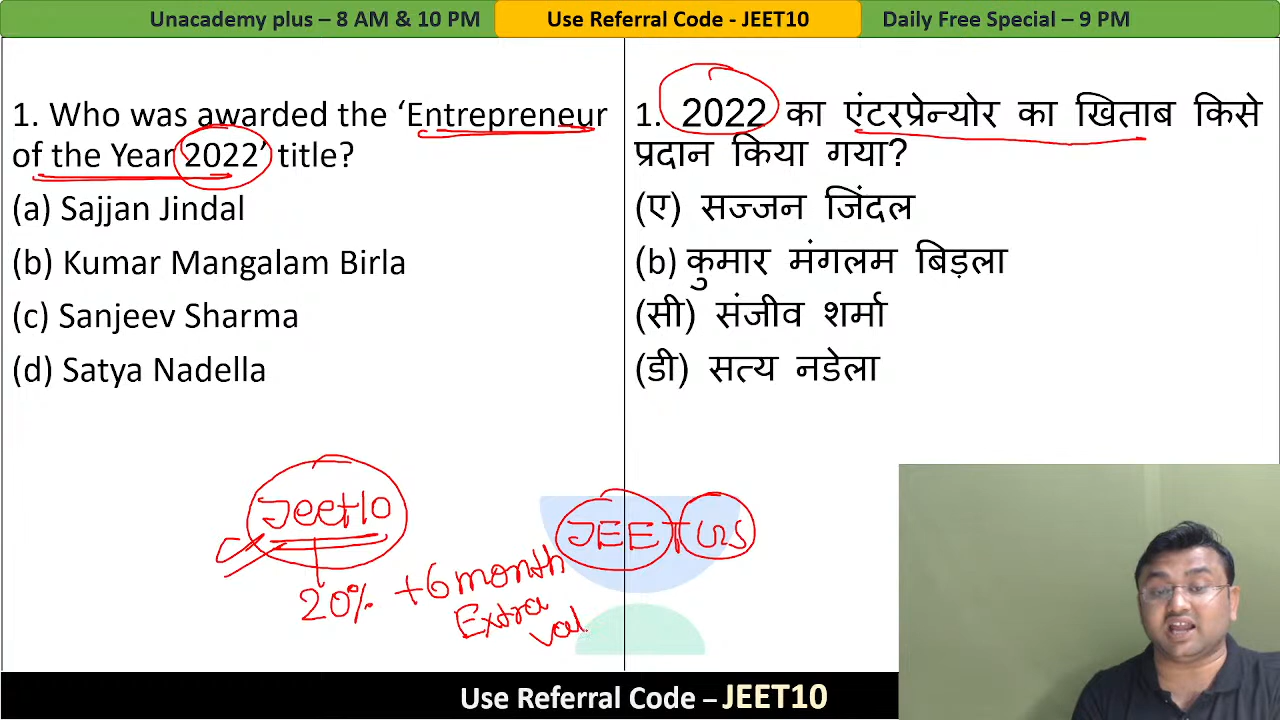 Unacademy plus – 8 AM & 10 PM
Use Referral Code - JEET10
Daily Free Special – 9 PM
1. Who was awarded the ‘Entrepreneur
of the Year 2022’ title?
(a) Sajjan Jindal
(b) Kumar Mangalam Birla
(c) Sanjeev Sharma
(d) Satya Nadella
1. 2022 का एंटरप्रेन्योर का खिताब किसे
प्रदान किया गया?
(ए) सज्जन जिंदल
(b) कुमार मंगलम बिड़ला
(सी) संजीव शर्मा
(डी) सत्य नडेला
Jeet10
20% +6 month
Extra
val.
Use Referral Code – JEET10